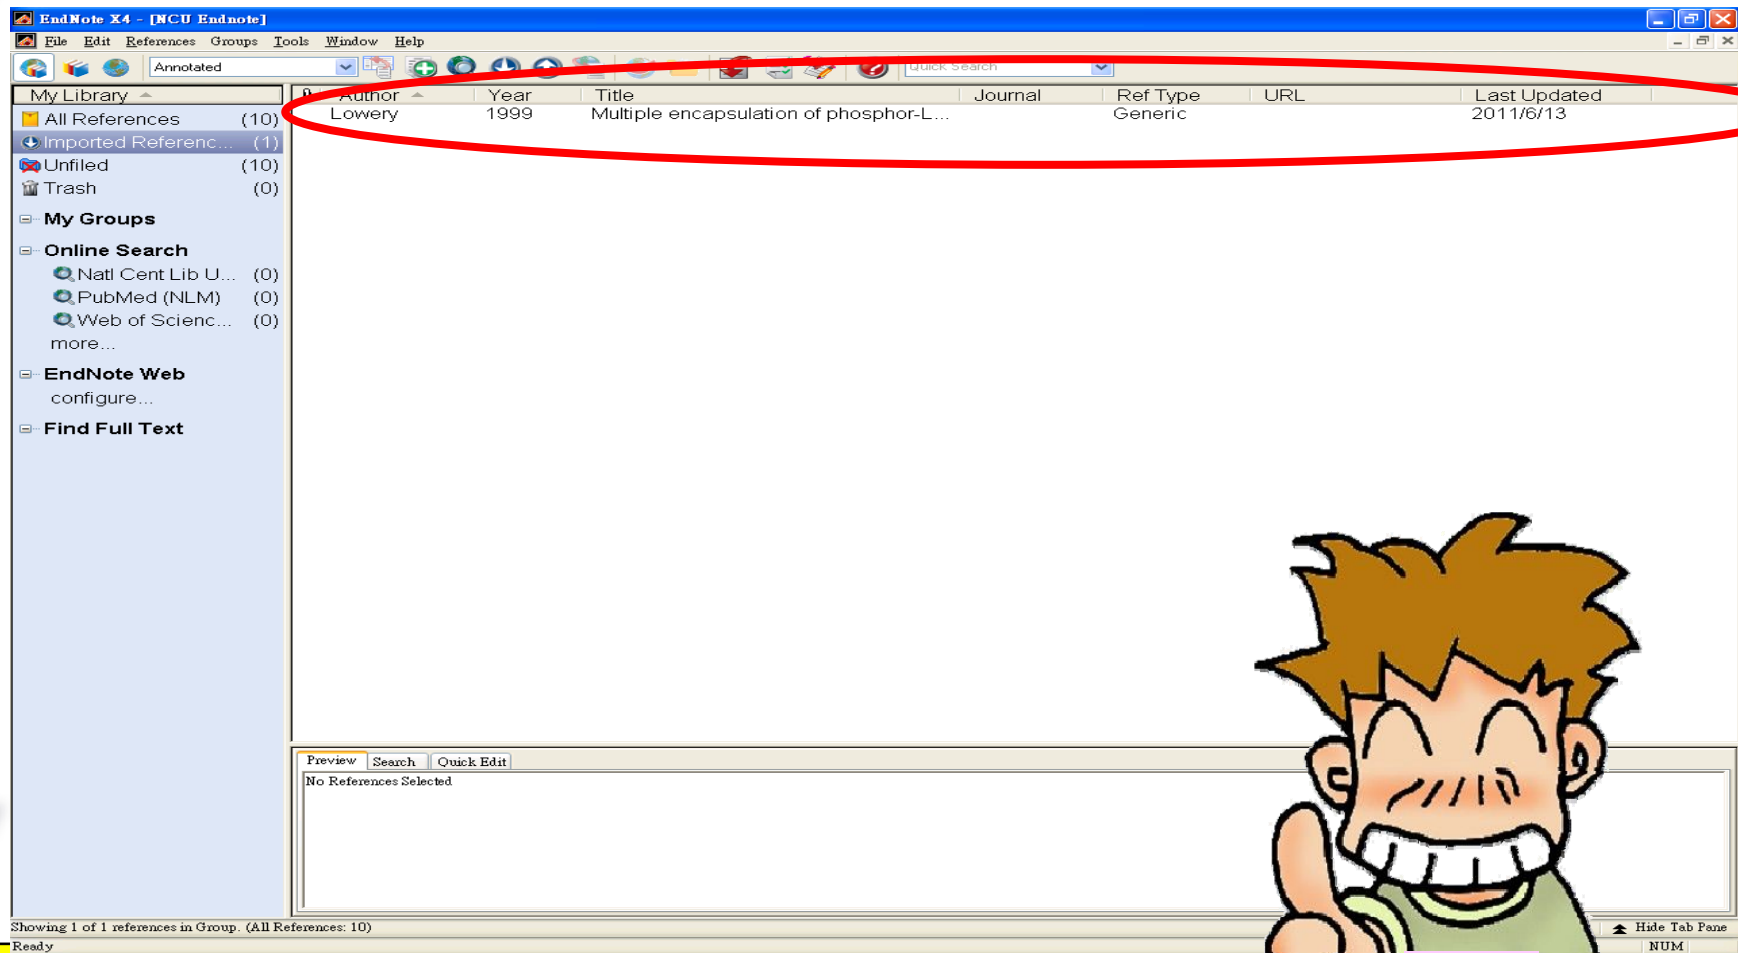 EndNote X4 - [NCU Endnote]
File Edit References Groups Tools Window Help
Annotated Quick Search
My Library Author Year Title Journal Ref Type URL Last Updated
All References (10) Lowery 1999 Multiple encapsulation of phosphor-L... Generic 2011/6/13
Imported Referenc... (1)
Unfiled (10)
Trash (0)
My Groups
Online Search
Natl Cent Lib U... (0)
PubMed (NLM) (0)
Web of Scienc... (0)
more...
EndNote Web
configure...
Find Full Text
Preview Search Quick Edit
No References Selected
Showing 1 of 1 references in Group. (All References: 10) Hide Tab Pane
Ready NUM